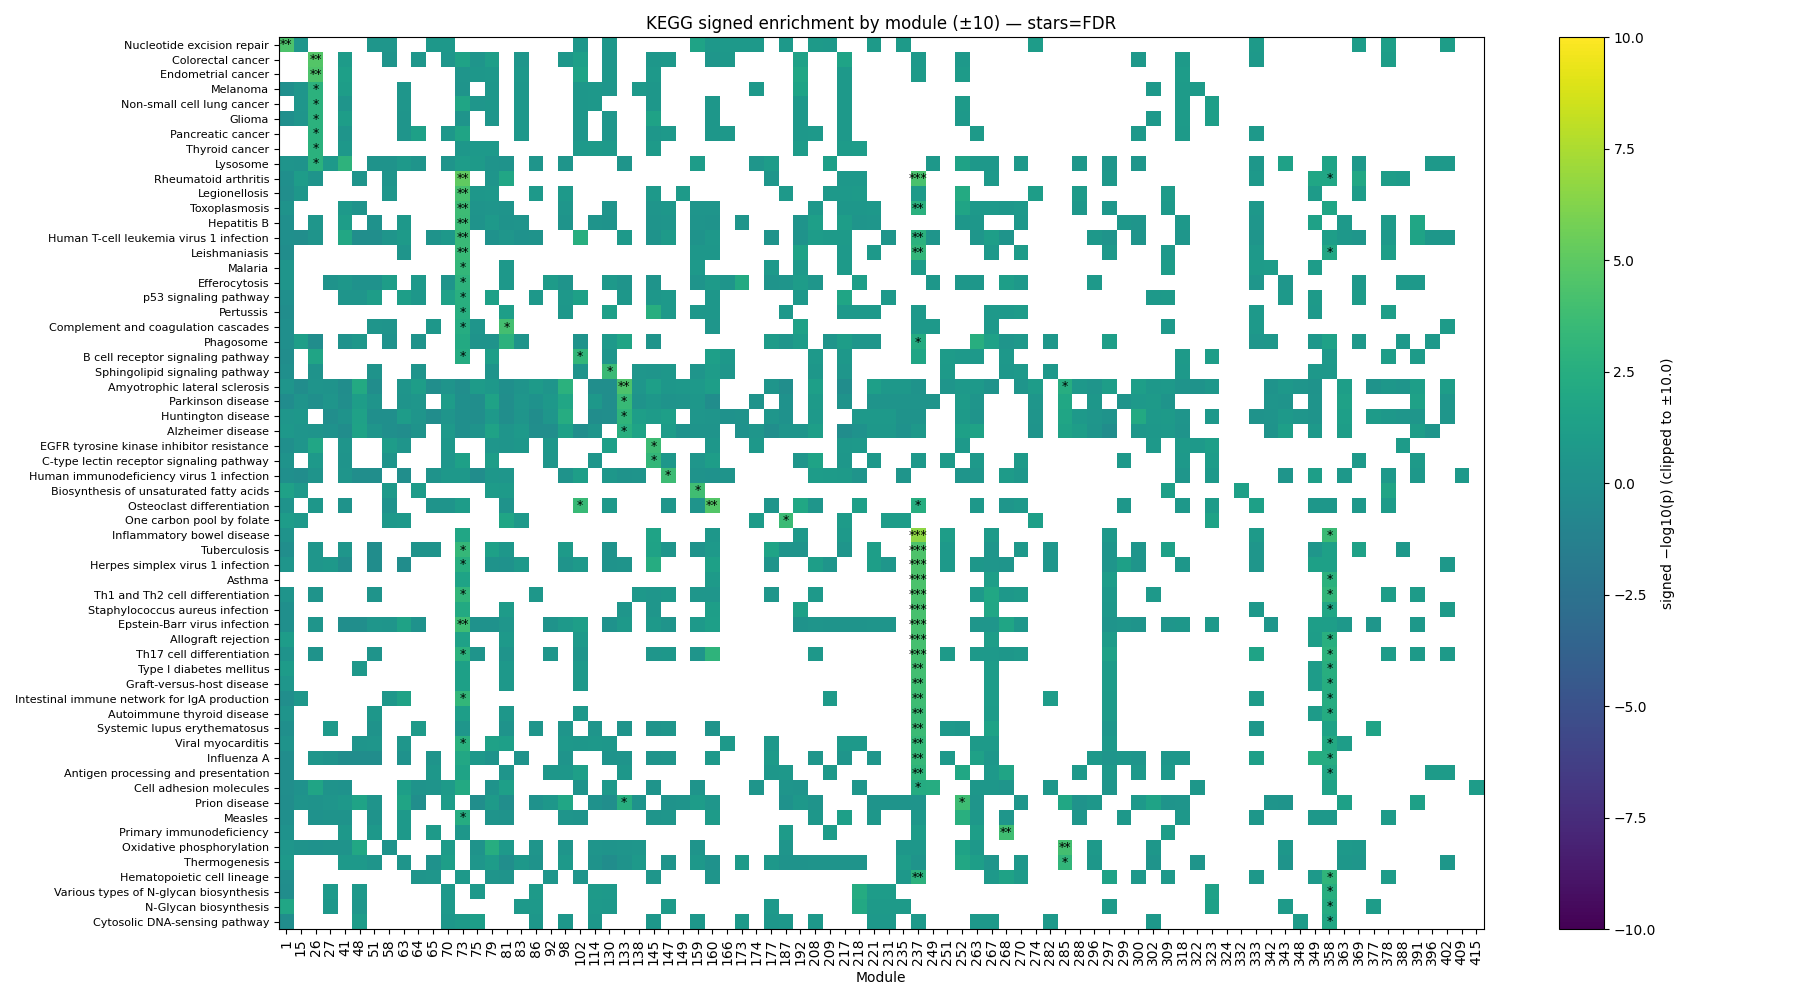 KEGG signed enrichment by module (±10) — stars=FDR
Nucleotide excision repair
Colorectal cancer
Endometrial cancer
Melanoma
Non-small cell lung cancer
Glioma
Pancreatic cancer
Thyroid cancer
Lysosome
Rheumatoid arthritis
Legionellosis
Toxoplasmosis
Hepatitis B
Human T-cell leukemia virus 1 infection
Leishmaniasis
Malaria
Efferocytosis
p53 signaling pathway
Pertussis
Complement and coagulation cascades
Phagosome
B cell receptor signaling pathway
Sphingolipid signaling pathway
Amyotrophic lateral sclerosis
Parkinson disease
Huntington disease
Alzheimer disease
EGFR tyrosine kinase inhibitor resistance
C-type lectin receptor signaling pathway
Human immunodeficiency virus 1 infection
Biosynthesis of unsaturated fatty acids
Osteoclast differentiation
One carbon pool by folate
Inflammatory bowel disease
Tuberculosis
Herpes simplex virus 1 infection
Asthma
Th1 and Th2 cell differentiation
Staphylococcus aureus infection
Epstein-Barr virus infection
Allograft rejection
Th17 cell differentiation
Type I diabetes mellitus
Graft-versus-host disease
Intestinal immune network for IgA production
Autoimmune thyroid disease
Systemic lupus erythematosus
Viral myocarditis
Influenza A
Antigen processing and presentation
Cell adhesion molecules
Prion disease
Measles
Primary immunodeficiency
Oxidative phosphorylation
Thermogenesis
Hematopoietic cell lineage
Various types of N-glycan biosynthesis
N-Glycan biosynthesis
Cytosolic DNA-sensing pathway
1 15 26 27 41 48 51 58 63 64 65 70 73 75 79 81 83 86 92 98 102 114 130 133 138 145 147 149 159 160 166 173 174 177 187 192 208 209 217 218 221 231 235 237 249 251 252 263 267 268 270 274 282 285 288 296 297 299 300 302 309 318 322 323 324 332 333 342 343 348 349 358 363 369 377 378 388 391 396 402 409 415
Module
10.0
7.5
5.0
2.5
0.0
−2.5
−5.0
−7.5
−10.0
signed −log10(p) (clipped to ±10.0)